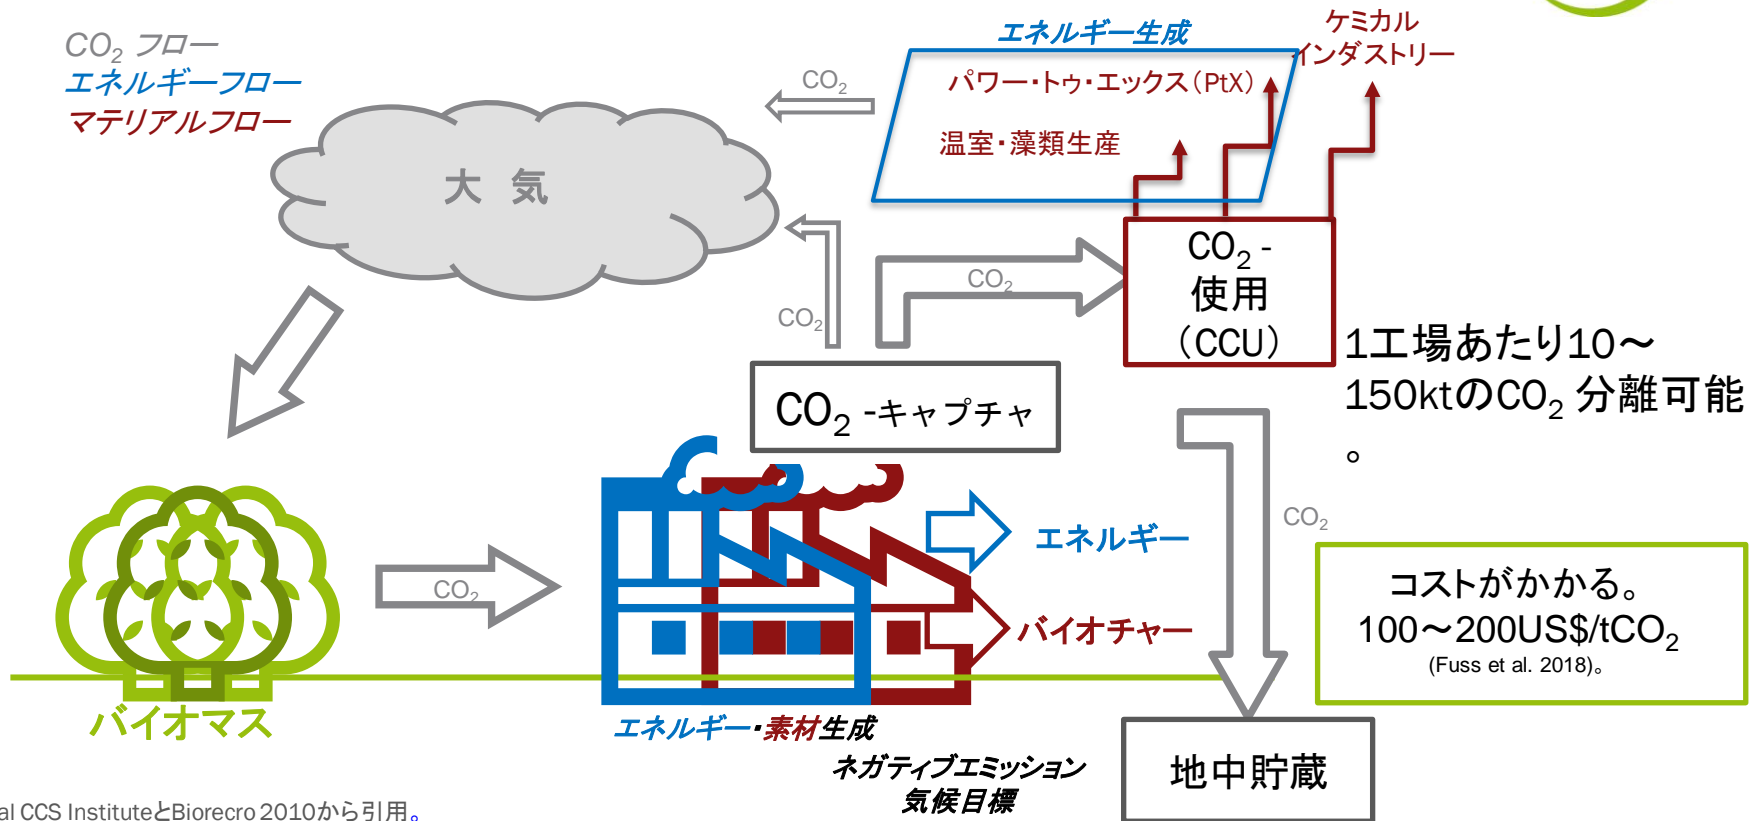 CO₂ フロー
エネルギーフロー
マテリアルフロー
エネルギー生成
ケミカル
インダストリー
パワー・トゥ・エックス(PtX)
温室・藻類生産
CO₂
大 気
CO₂ -
使用
(CCU)
CO₂
CO₂
1工場あたり10～
150ktのCO₂ 分離可能
。
CO₂ -キャプチャ
CO₂
エネルギー
CO₂
バイオチャー
コストがかかる。
100～200US$/tCO₂
(Fuss et al. 2018)。
バイオマス
エネルギー・素材生成
ネガティブエミッション
気候目標
地中貯蔵
al CCS InstituteとBiorecro 2010から引用。